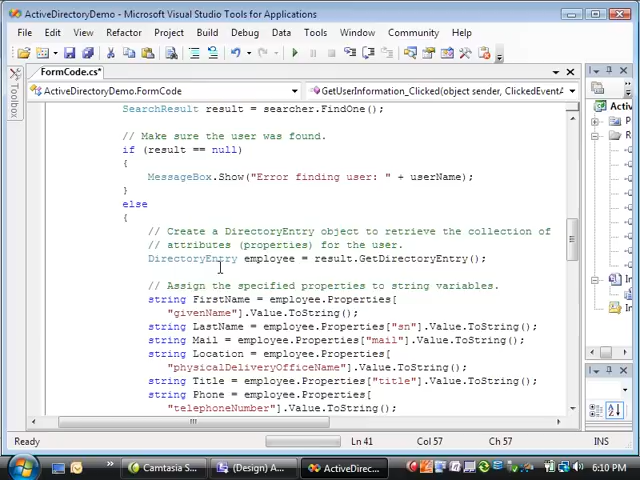 ActiveDirectoryDemo - Microsoft Visual Studio Tools for Applications
File Edit View Refactor Project Build Debug Data Tools Window Community Help
Toolbox
FormCode.cs*
ActiveDirectoryDemo.FormCode
GetUserInformation_Clicked(object sender, ClickedEventA
SearchResult result = searcher.FindOne();
// Make sure the user was found.
if (result == null)
{
MessageBox.Show("Error finding user: " + userName);
}
else
{
// Create a DirectoryEntry object to retrieve the collection of
// attributes (properties) for the user.
DirectoryEntry employee = result.GetDirectoryEntry();
// Assign the specified properties to string variables.
string FirstName = employee.Properties[
"givenName"].Value.ToString();
string LastName = employee.Properties["sn"].Value.ToString();
string Mail = employee.Properties["mail"].Value.ToString();
string Location = employee.Properties[
"physicalDeliveryOfficeName"].Value.ToString();
string Title = employee.Properties["title"].Value.ToString();
string Phone = employee.Properties[
"telephoneNumber"].Value.ToString();
Activ
P
R
Ready Ln 41 Col 57 Ch 57 INS
Camtasia St... (Design) A... ActiveDirec... 6:10 PM